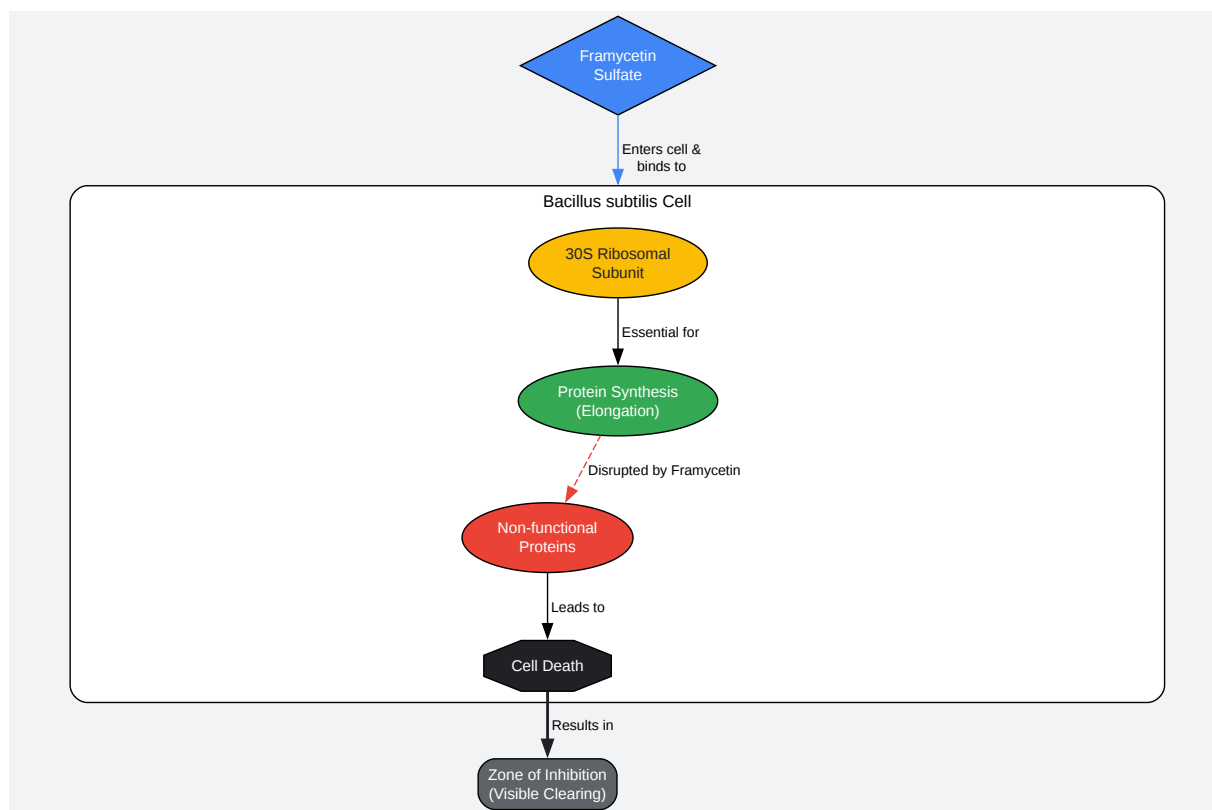 Framycetin
Sulfate
Enters cell &
binds to
Bacillus subtilis Cell
30S Ribosomal
Subunit
Essential for
Protein Synthesis
(Elongation)
Disrupted by Framycetin
Non-functional
Proteins
Leads to
Cell Death
Results in
Zone of Inhibition
(Visible Clearing)